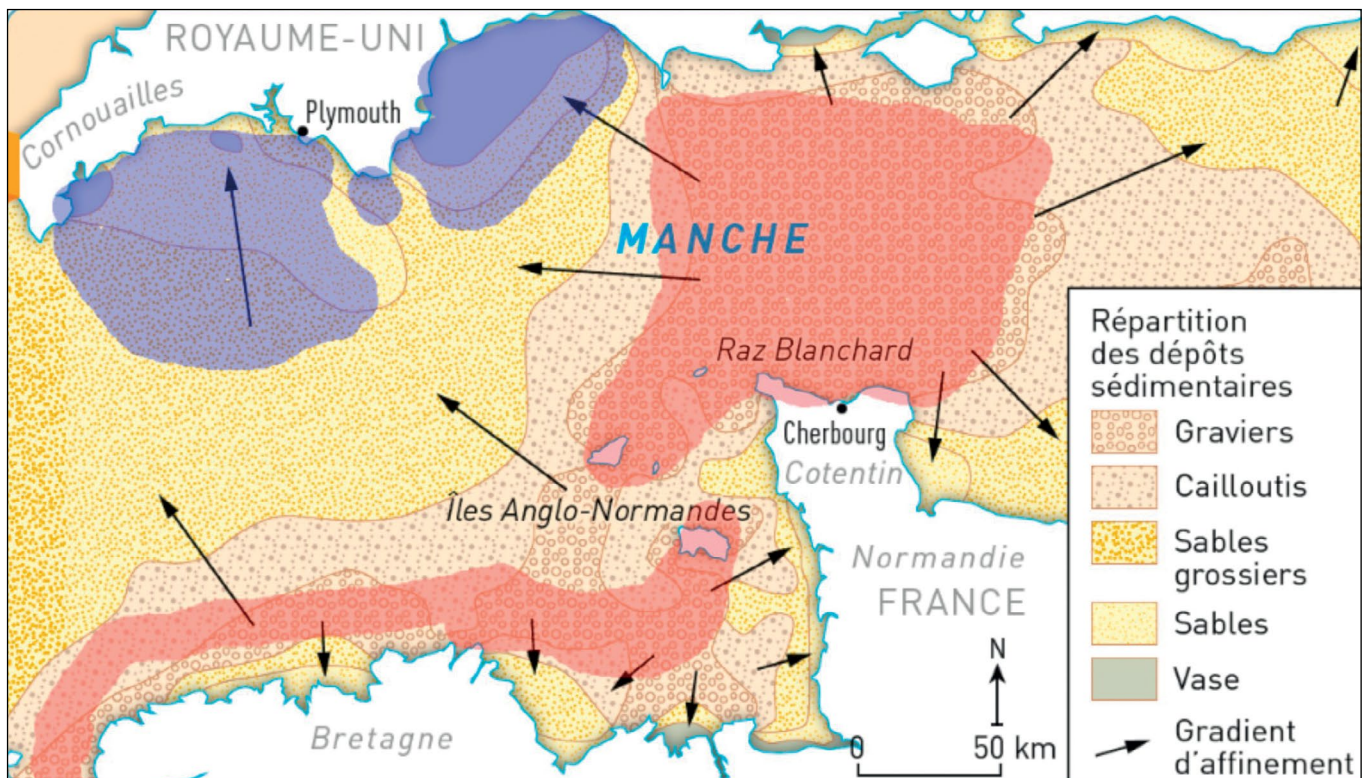 ROYAUME-UNI
Cornouailles
Plymouth
MANCHE
Raz Blanchard
Cherbourg
Cotentin
Îles Anglo-Normandes
Normandie
FRANCE
Bretagne
N
0 50 km
Répartition
des dépôts
sédimentaires
Graviers
Cailloutis
Sables
grossiers
Sables
Vase
Gradient
d'affinement